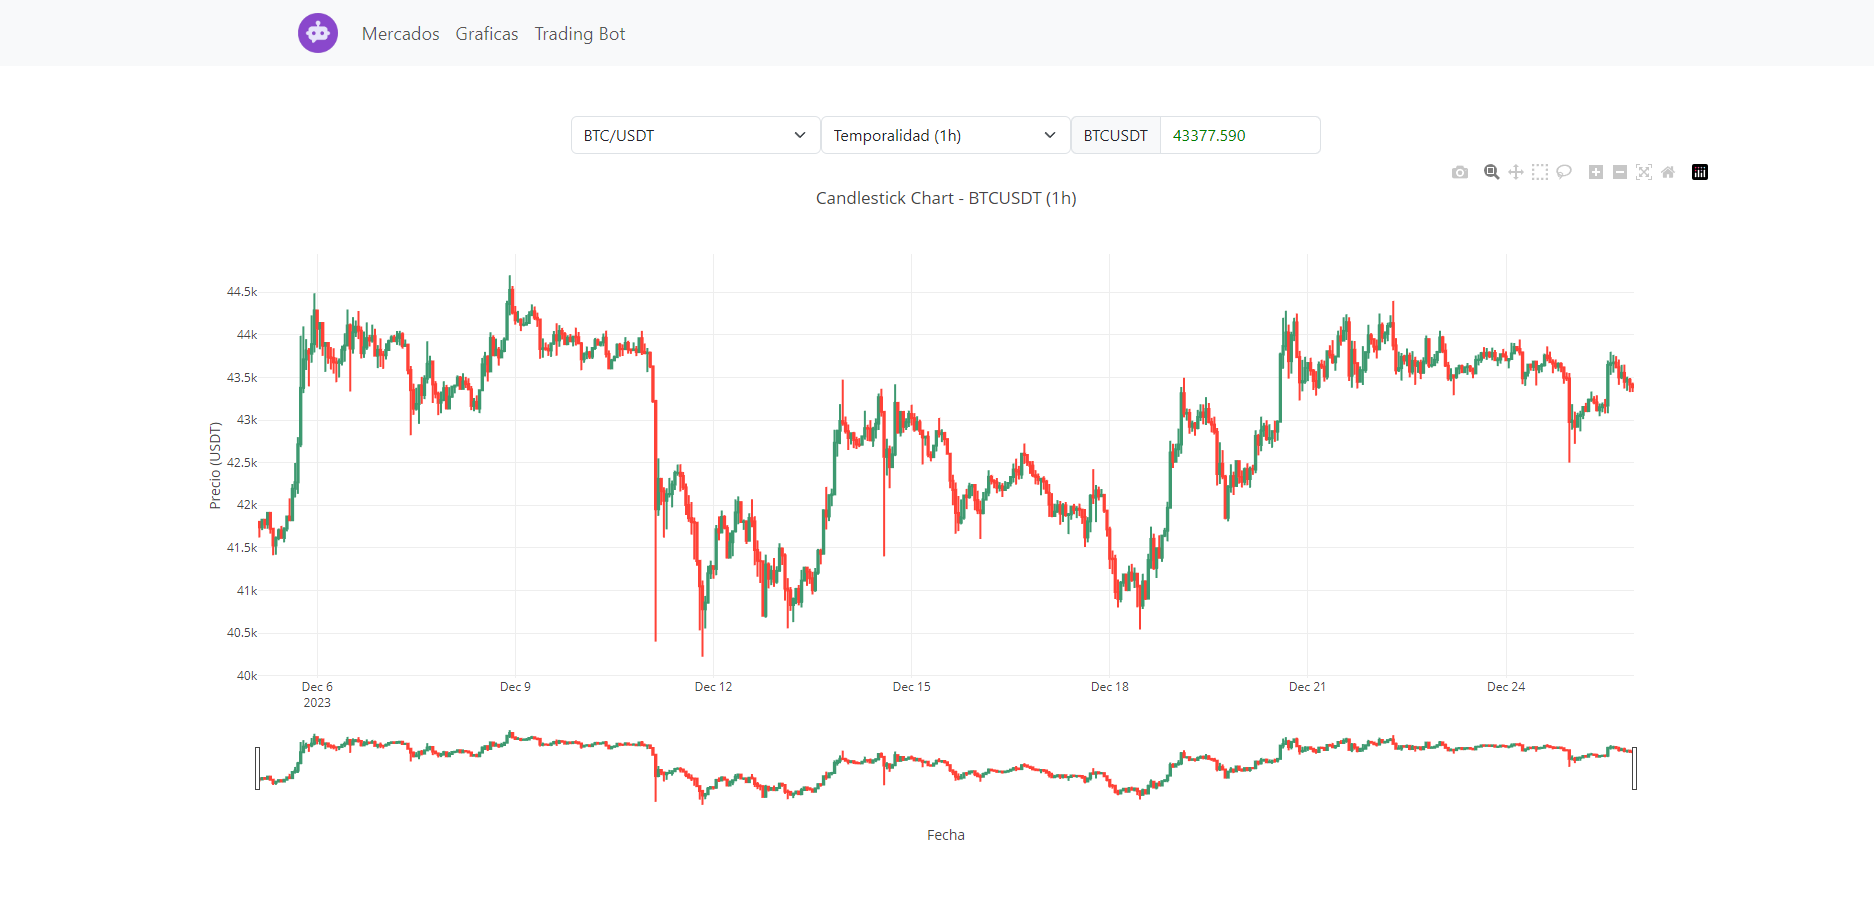 Mercados Graficas Trading Bot
BTC/USDT Temporalidad (1h) BTCUSDT 43377.590
Candlestick Chart - BTCUSDT (1h)
Precio (USDT)
44.5k
44k
43.5k
43k
42.5k
42k
41.5k
41k
40.5k
40k
Dec 6 Dec 9 Dec 12 Dec 15 Dec 18 Dec 21 Dec 24
2023
Fecha